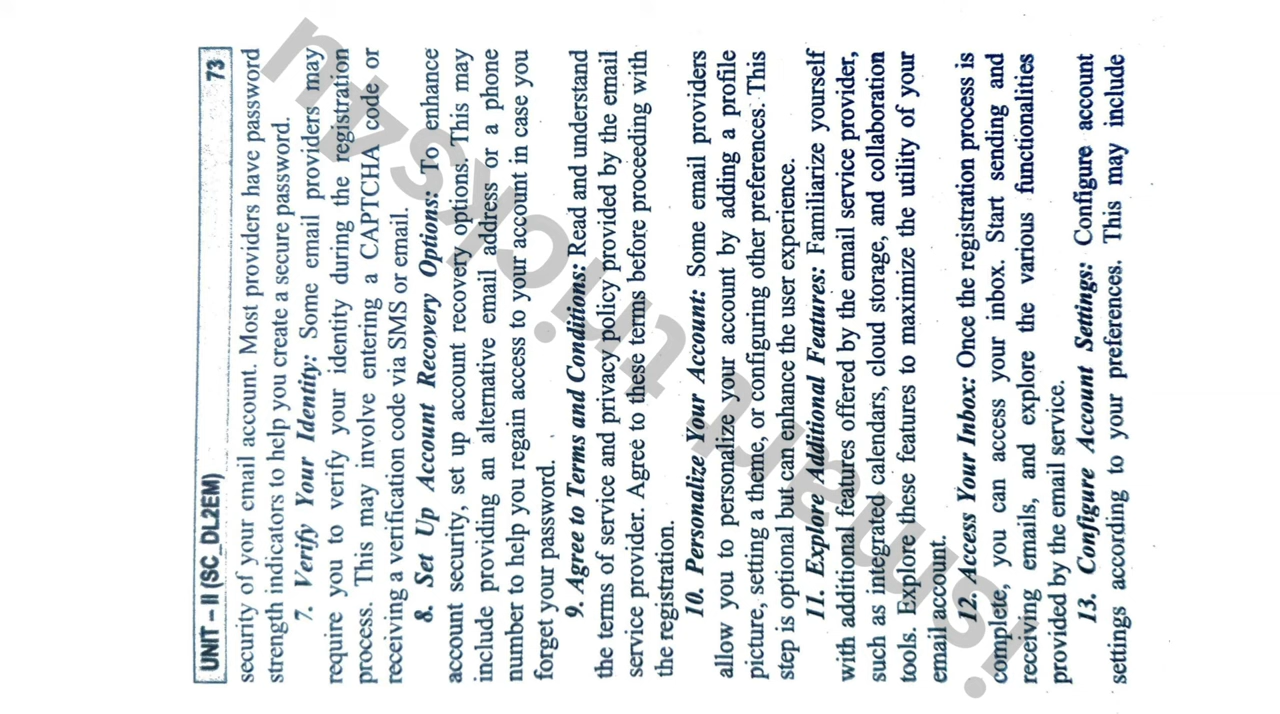 UNIT – II (SC_DL2EM) 73
security of your email account. Most providers have password
strength indicators to help you create a secure password.
7. Verify Your Identity: Some email providers may
require you to verify your identity during the registration
process. This may involve entering a CAPTCHA code or
receiving a verification code via SMS or email.
8. Set Up Account Recovery Options: To enhance
account security, set up account recovery options. This may
include providing an alternative email address or a phone
number to help you regain access to your account in case you
forget your password.
9. Agree to Terms and Conditions: Read and understand
the terms of service and privacy policy provided by the email
service provider. Agree to these terms before proceeding with
the registration.
10. Personalize Your Account: Some email providers
allow you to personalize your account by adding a profile
picture, setting a theme, or configuring other preferences. This
step is optional but can enhance the user experience.
11. Explore Additional Features: Familiarize yourself
with additional features offered by the email service provider,
such as integrated calendars, cloud storage, and collaboration
tools. Explore these features to maximize the utility of your
email account.
12. Access Your Inbox: Once the registration process is
complete, you can access your inbox. Start sending and
receiving emails, and explore the various functionalities
provided by the email service.
13. Configure Account Settings: Configure account
settings according to your preferences. This may include